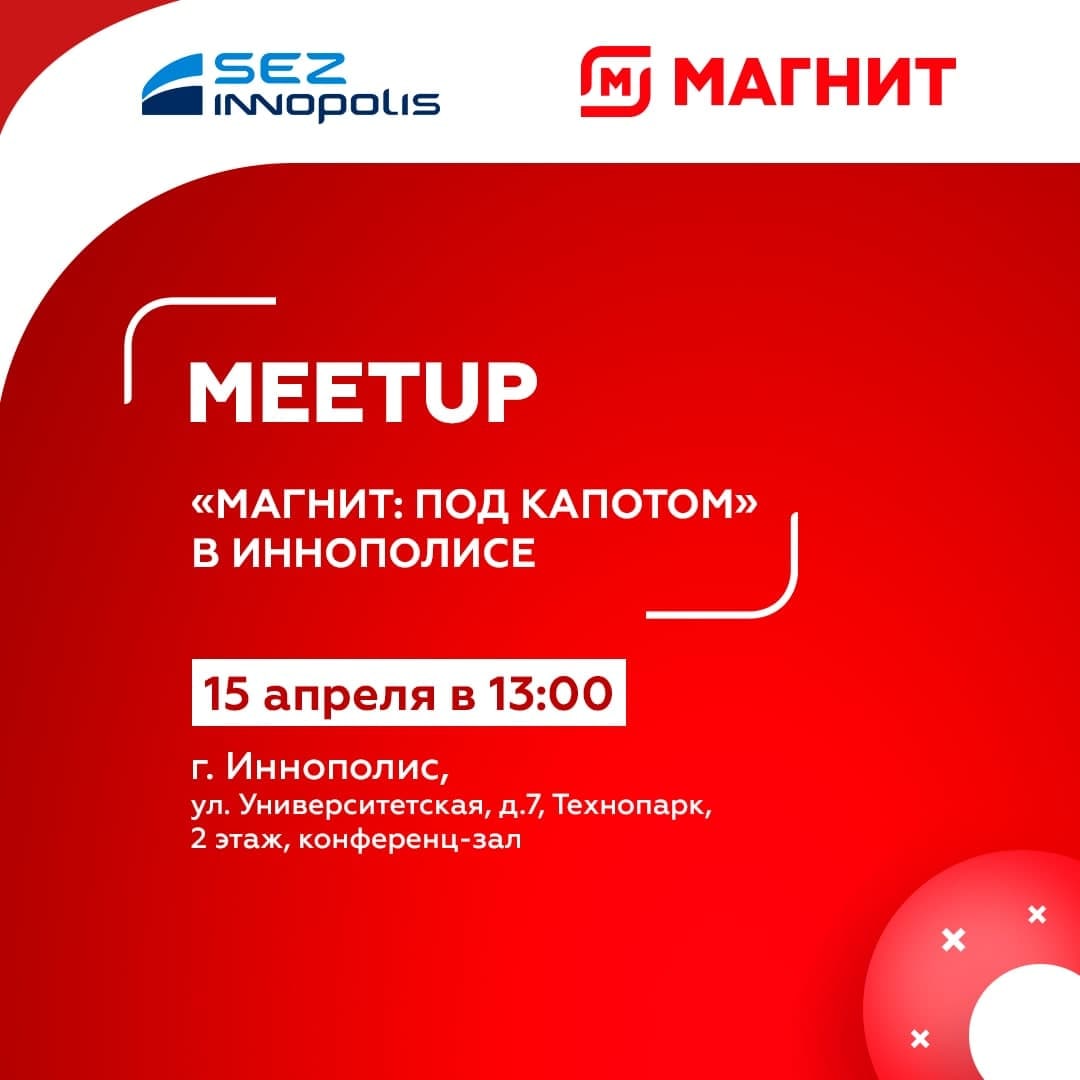 SEZ
INNOPOLIS
М МАГНИТ
MEETUP
«МАГНИТ: ПОД КАПОТОМ»
В ИННОПОЛИСЕ
15 апреля в 13:00
г. Иннополис,
ул. Университетская, д.7, Технопарк,
2 этаж, конференц-зал